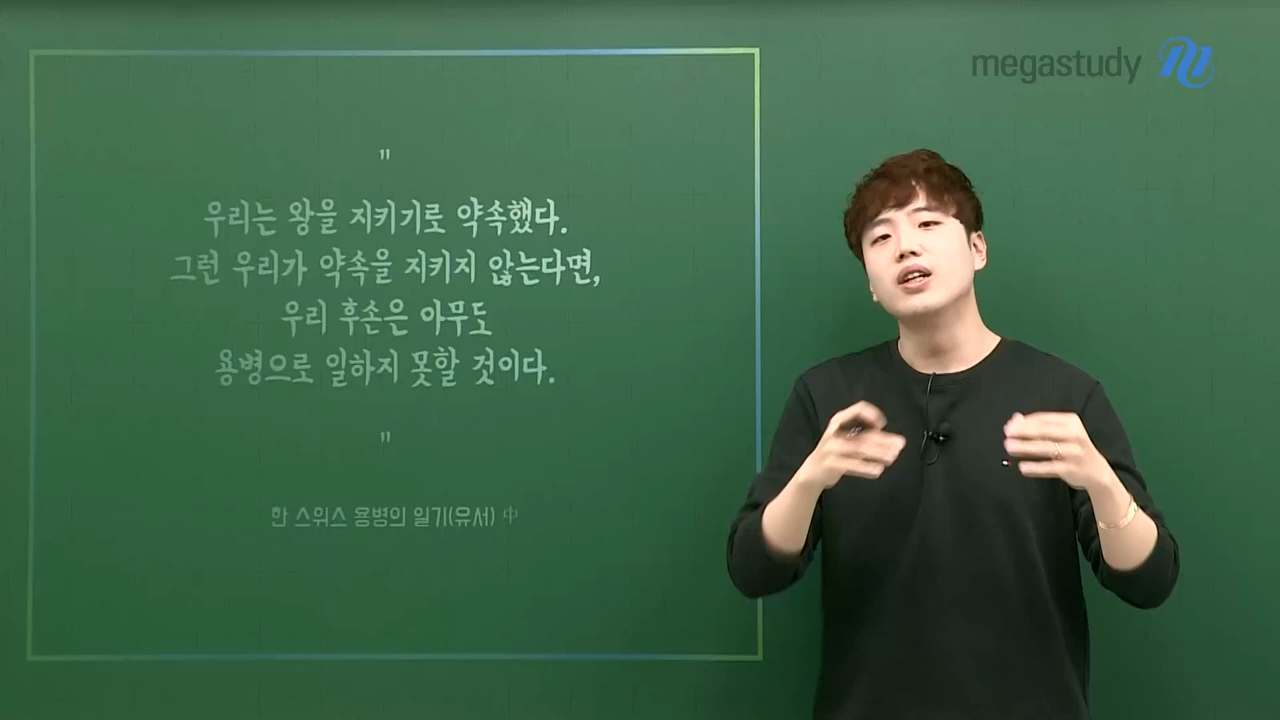 megastudy
"
우리는 왕을 지키기로 약속했다.
그런 우리가 약속을 지키지 않는다면,
우리 후손은 아무도
용병으로 일하지 못할 것이다.
"
한 스위스 용병의 일기(유서) 中